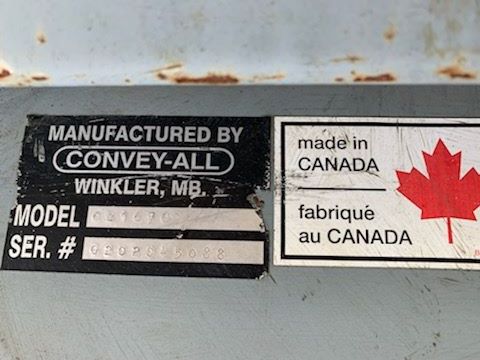 MANUFACTURED BY
CONVEY-ALL
WINKLER, MB.
MODEL
SER. #
made in
CANADA
fabriqué
au CANADA